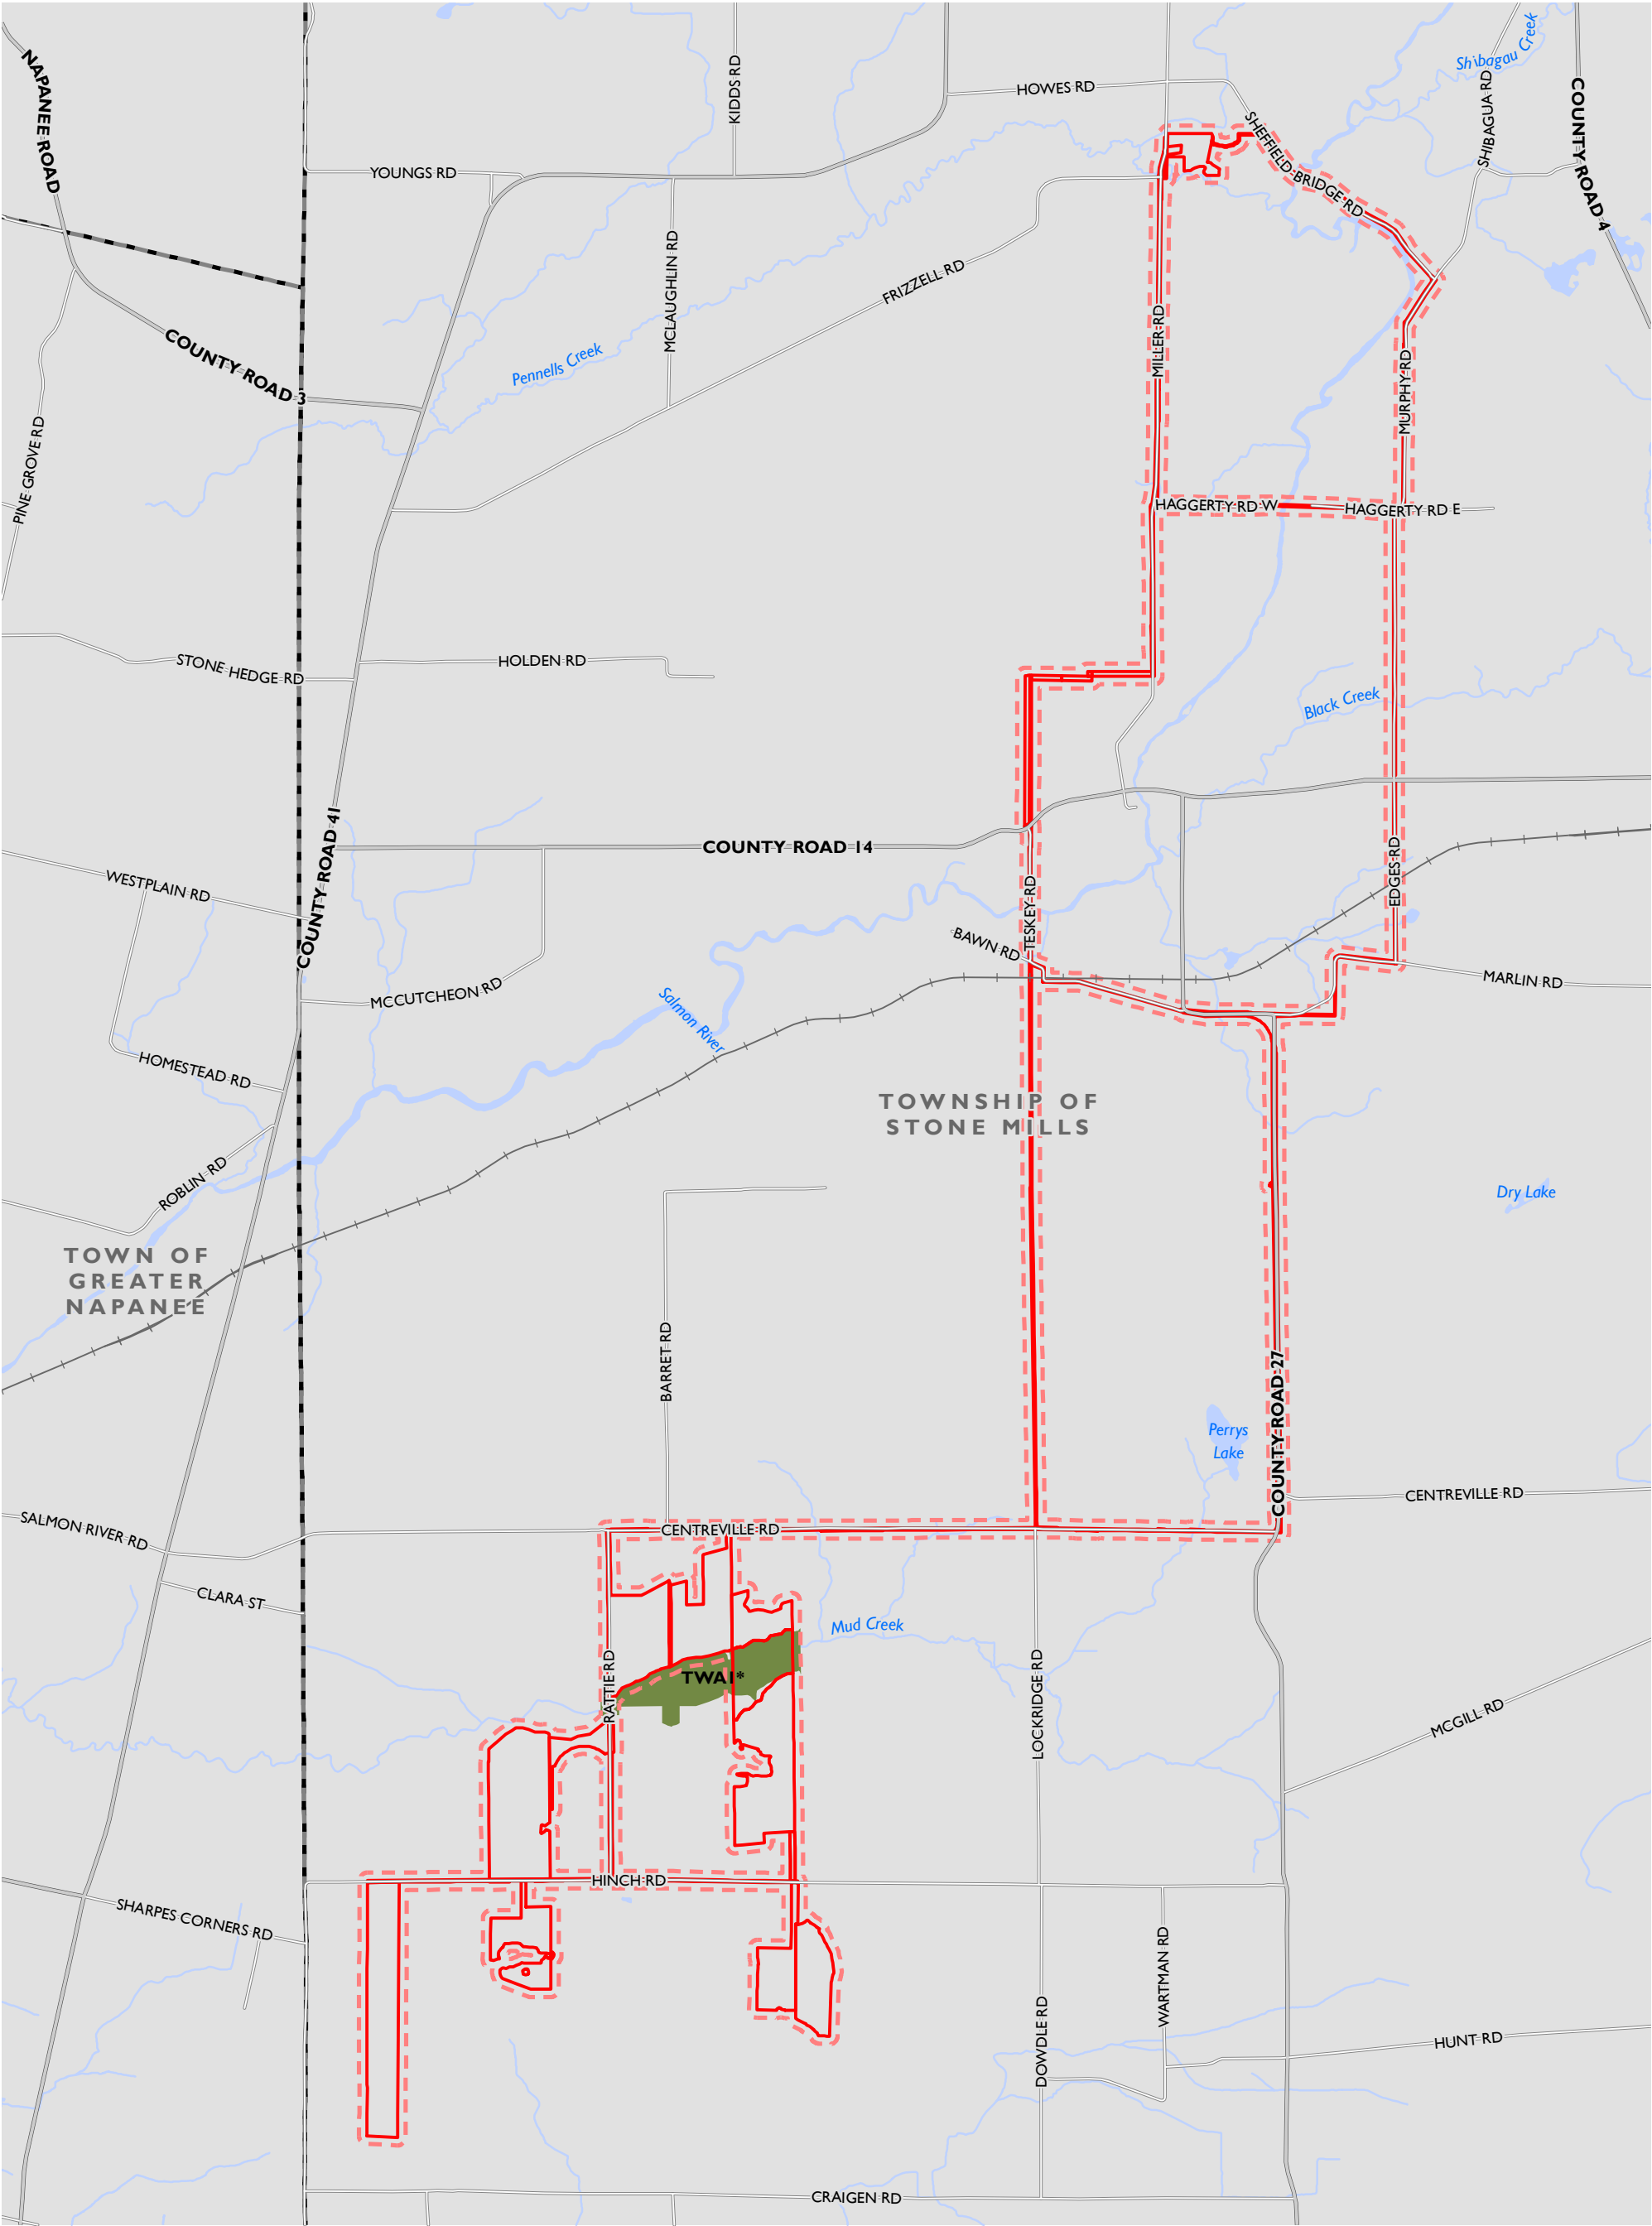 Shibagau Creek
NAPANEE ROAD
KIDDS RD
HOWES RD
SHIBAGUA RD
COUNTY ROAD 4
SHEFFIELD BRIDGE RD
YOUNGS RD
MCLAUGHLIN RD
FRIZZELL RD
MILLER RD
COUNTY ROAD 3
Pennells Creek
MURPHY RD
PINE GROVE RD
HAGGERTY RD W
HAGGERTY RD E
STONE HEDGE RD
HOLDEN RD
Black Creek
COUNTY ROAD 41
COUNTY ROAD 14
WESTPLAIN RD
EDGES RD
TESKEY RD
BAWN RD
MARLIN RD
MCCUTCHEON RD
Salmon River
HOMESTEAD RD
TOWNSHIP OF
STONE MILLS
ROBLIN RD
Dry Lake
TOWN OF
GREATER
NAPANEE
BARRET RD
COUNTY ROAD 27
Perrys
Lake
CENTREVILLE RD
SALMON RIVER RD
CENTREVILLE RD
CLARA ST
Mud Creek
RATTIE RD
TWA1*
LOCKRIDGE RD
MCGILL RD
HINCH RD
SHARPES CORNERS RD
WARTMAN RD
DOWDLE RD
HUNT RD
CRAIGEN RD